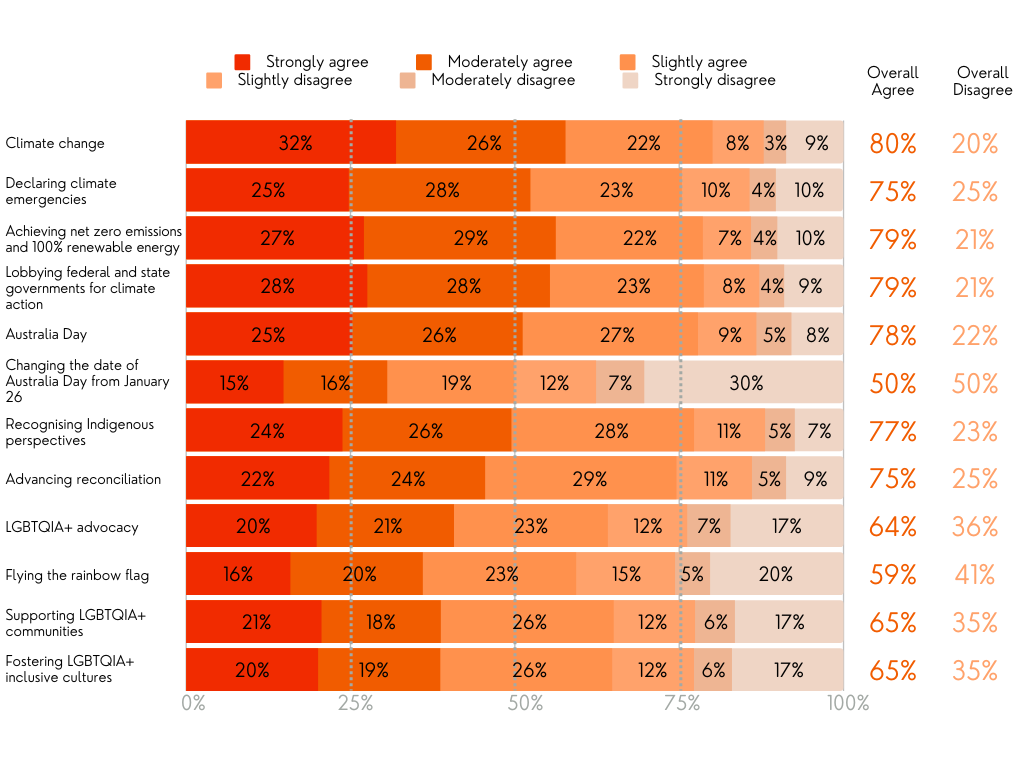 Strongly agree Moderately agree Slightly agree
Slightly disagree Moderately disagree Strongly disagree
Overall Agree
Overall Disagree
Climate change
32% 26% 22% 8% 3% 9% 80% 20%
Declaring climate
emergencies
25% 28% 23% 10% 4% 10% 75% 25%
Achieving net zero emissions
and 100% renewable energy
27% 29% 22% 7% 4% 10% 79% 21%
Lobbying federal and state
governments for climate
action
28% 28% 23% 8% 4% 9% 79% 21%
Australia Day
25% 26% 27% 9% 5% 8% 78% 22%
Changing the date of
Australia Day from January
26
15% 16% 19% 12% 7% 30% 50% 50%
Recognising Indigenous
perspectives
24% 26% 28% 11% 5% 7% 77% 23%
Advancing reconciliation
22% 24% 29% 11% 5% 9% 75% 25%
LGBTQIA+ advocacy
20% 21% 23% 12% 7% 17% 64% 36%
Flying the rainbow flag
16% 20% 23% 15% 5% 20% 59% 41%
Supporting LGBTQIA+
communities
21% 18% 26% 12% 6% 17% 65% 35%
Fostering LGBTQIA+
inclusive cultures
20% 19% 26% 12% 6% 17% 65% 35%
0% 25% 50% 75% 100%